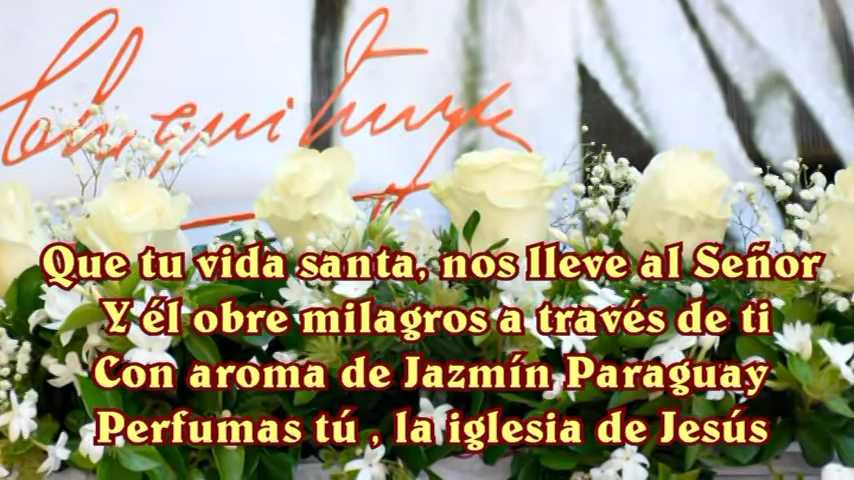 Chiquitunga
Que tu vida santa, nos lleve al Señor
Y él obre milagros a través de ti
Con aroma de Jazmín Paraguay
Perfumas tú , la iglesia de Jesús